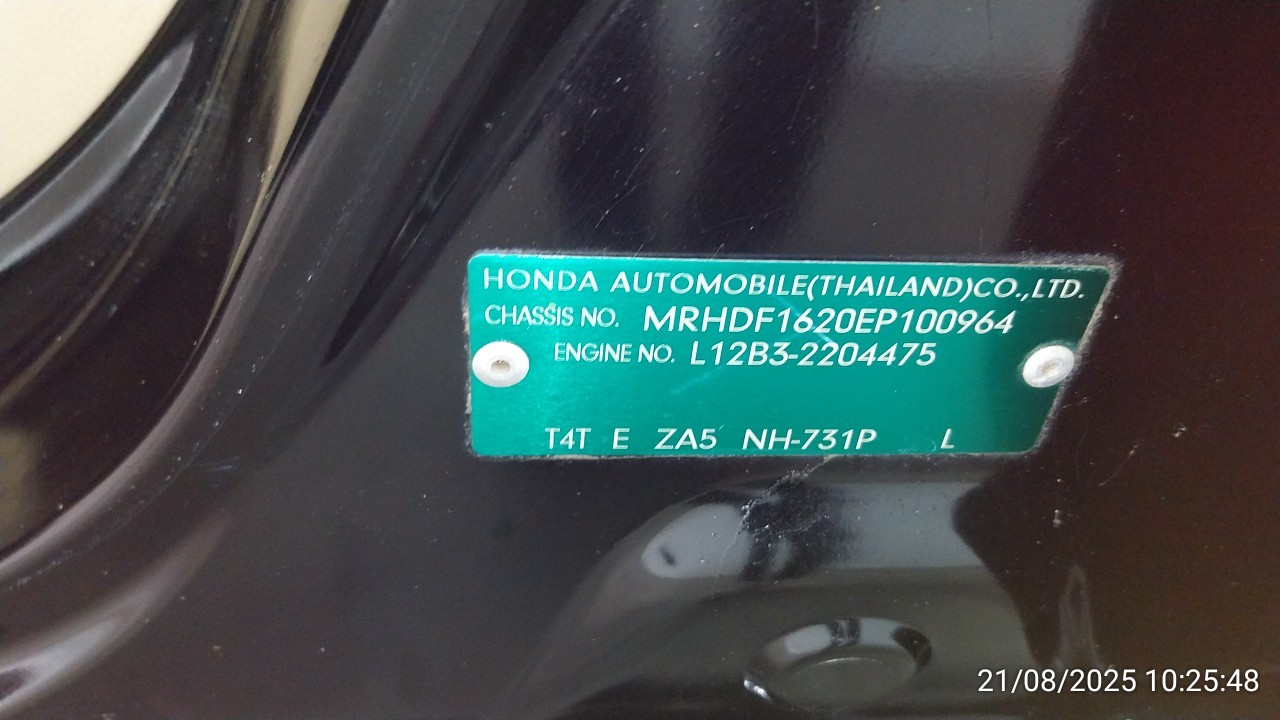 HONDA AUTOMOBILE(THAILAND)CO.,LTD.
CHASSIS NO. MRHDF1620EP100964
ENGINE NO. L12B3-2204475
T4T E ZA5 NH-731P L
21/08/2025 10:25:48